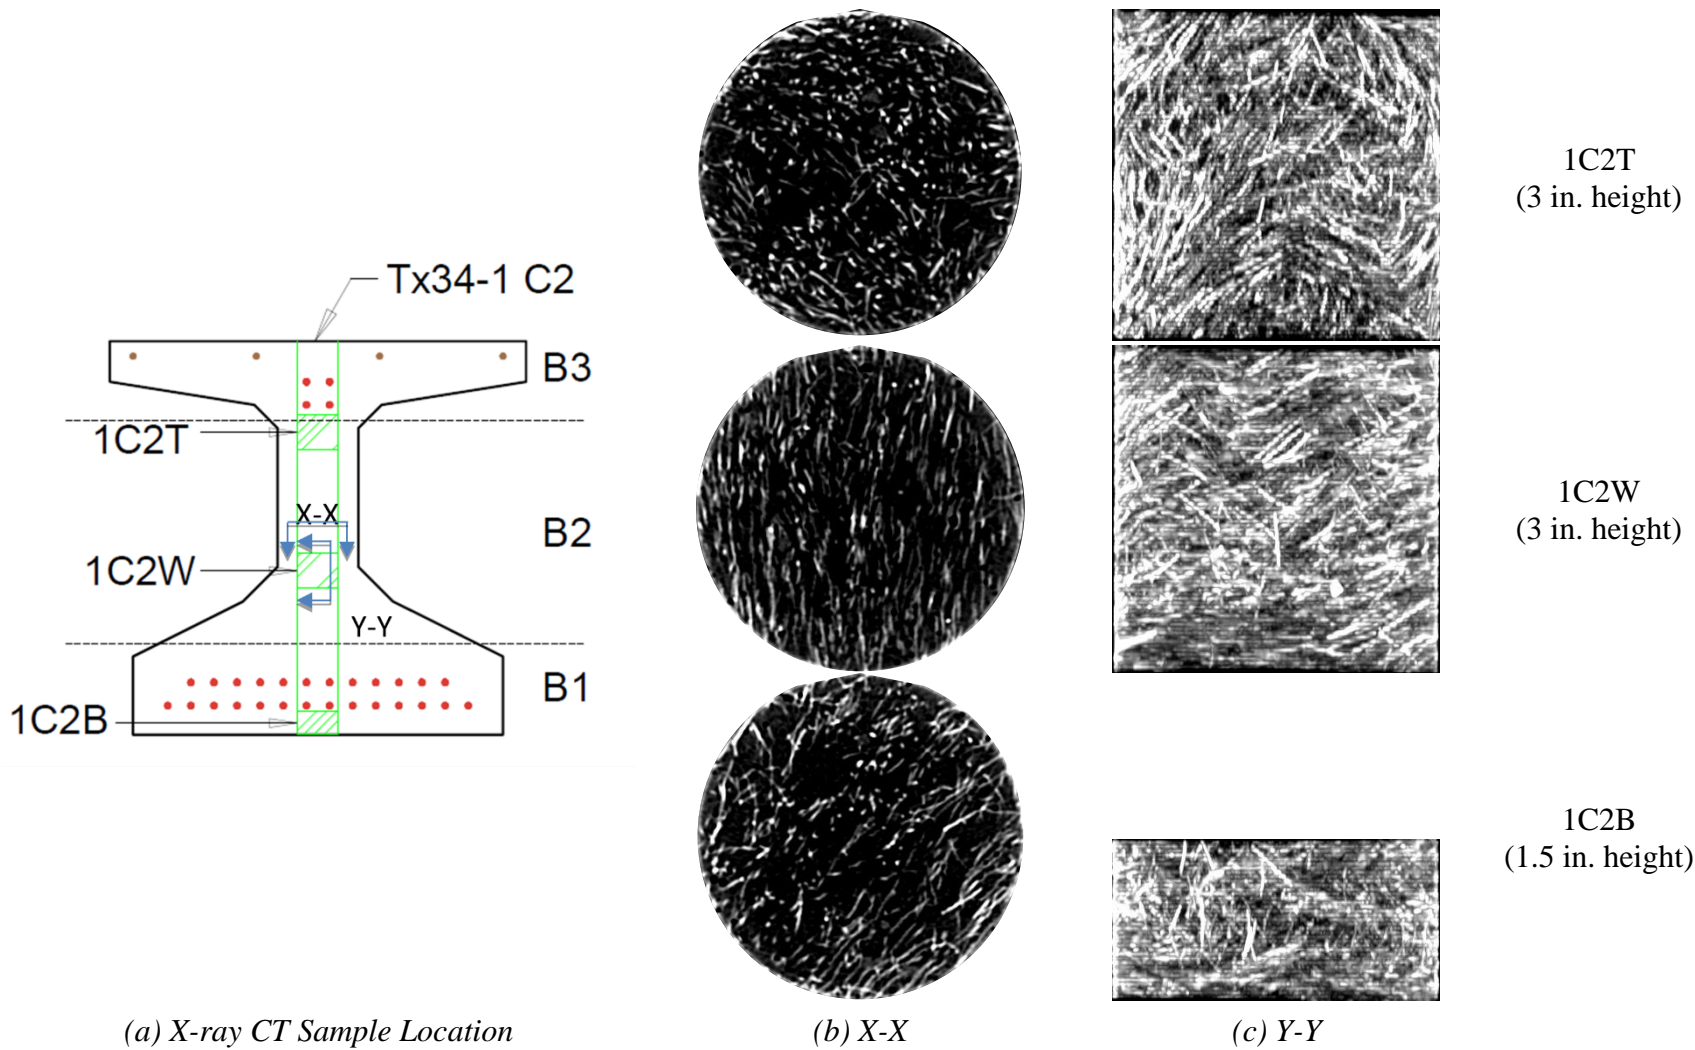 Tx34-1 C2
B3
1C2T
X-X
B2
1C2W
Y-Y
B1
1C2B
1C2T
(3 in. height)
1C2W
(3 in. height)
1C2B
(1.5 in. height)
(a) X-ray CT Sample Location
(b) X-X
(c) Y-Y